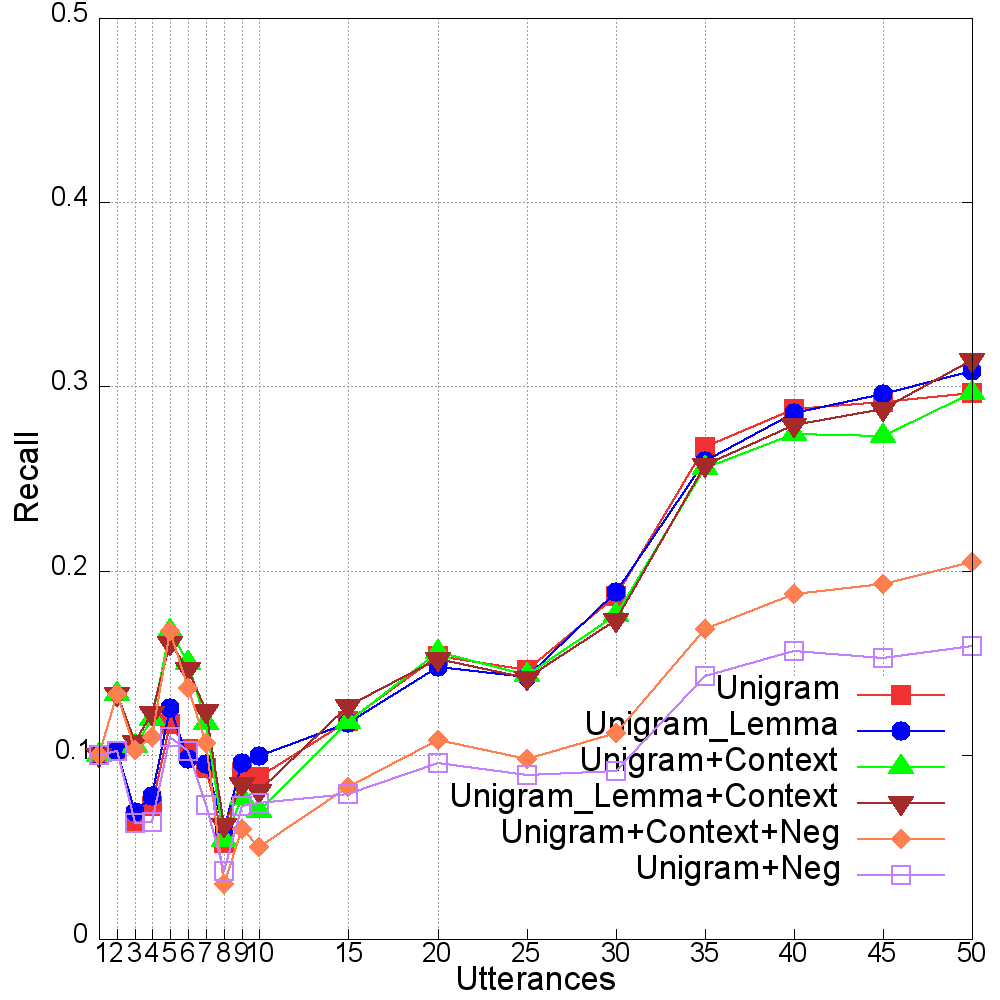 0.5
0.4
0.3
0.2
0.1
0
Recall
Unigram
Unigram_Lemma
Unigram+Context
Unigram_Lemma+Context
Unigram+Context+Neg
Unigram+Neg
1 2 3 4 5 6 7 8 9 10 15 20 25 30 35 40 45 50
Utterances